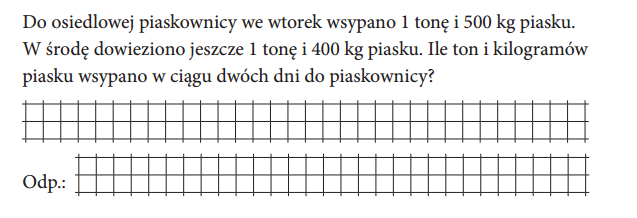 Do osiedlowej piaskownicy we wtorek wsypano 1 tonę i 500 kg piasku.
W środę dowieziono jeszcze 1 tonę i 400 kg piasku. Ile ton i kilogramów
piasku wsypano w ciągu dwóch dni do piaskownicy?
Odp.: